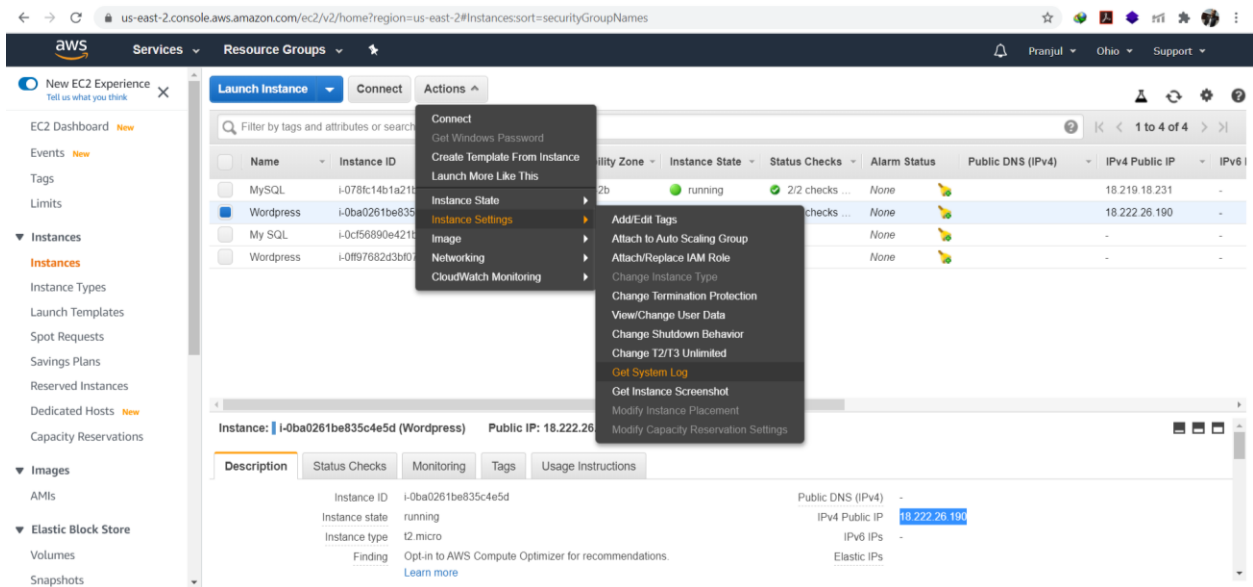 us-east-2.console.aws.amazon.com/ec2/v2/home?region=us-east-2#Instances:sort=securityGroupNames
aws Services Resource Groups Pranjul Ohio Support
New EC2 Experience
Tell us what you think
EC2 Dashboard New
Events New
Tags
Limits
Instances
Instances
Instance Types
Launch Templates
Spot Requests
Savings Plans
Reserved Instances
Dedicated Hosts New
Capacity Reservations
Images
AMIs
Elastic Block Store
Volumes
Snapshots
Launch Instance Connect Actions
Filter by tags and attributes or search 1 to 4 of 4
Name Instance ID ility Zone Instance State Status Checks Alarm Status Public DNS (IPv4) IPv4 Public IP IPv6
MySQL i-078fc14b1a21 2b running 2/2 checks ... None 18.219.18.231 -
Wordpress i-0ba0261be835 checks ... None 18.222.26.190 -
My SQL i-0cf56890e421 None - -
Wordpress i-0ff97682d3bf07 None - -
Connect
Get Windows Password
Create Template From Instance
Launch More Like This
Instance State
Instance Settings
Image
Networking
CloudWatch Monitoring
Add/Edit Tags
Attach to Auto Scaling Group
Attach/Replace IAM Role
Change Instance Type
Change Termination Protection
View/Change User Data
Change Shutdown Behavior
Change T2/T3 Unlimited
Get System Log
Get Instance Screenshot
Modify Instance Placement
Modify Capacity Reservation Settings
Instance: i-0ba0261be835c4e5d (Wordpress) Public IP: 18.222.26.
Description Status Checks Monitoring Tags Usage Instructions
Instance ID i-0ba0261be835c4e5d Public DNS (IPv4) -
Instance state running IPv4 Public IP 18.222.26.190
Instance type t2.micro IPv6 IPs -
Finding Opt-in to AWS Compute Optimizer for recommendations. Elastic IPs
Learn more